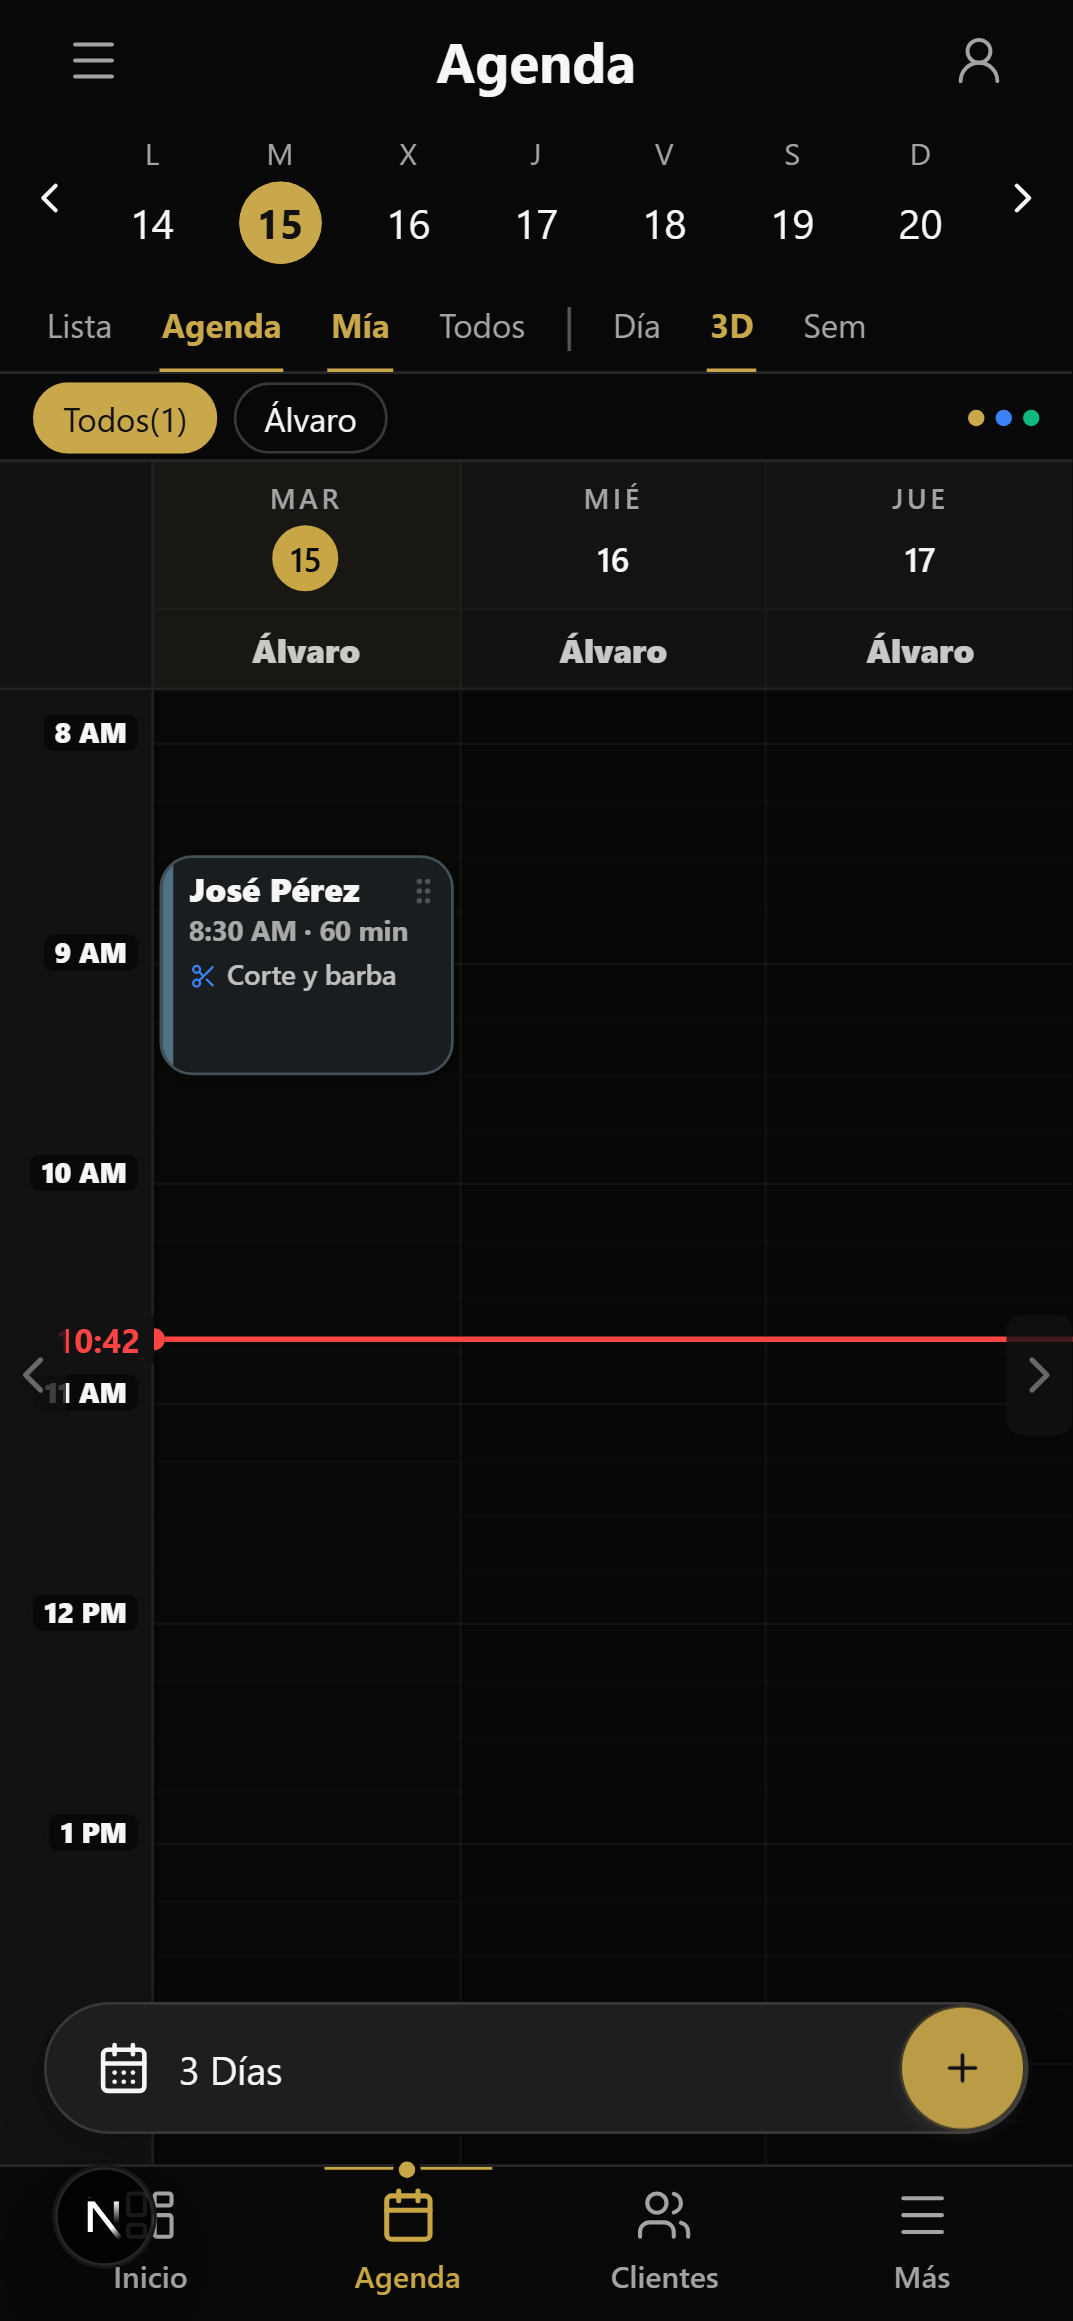 Agenda
L M X J V S D
14 15 16 17 18 19 20
Lista Agenda Mía Todos | Día 3D Sem
Todos(1) Álvaro
MAR MIÉ JUE
15 16 17
Álvaro Álvaro Álvaro
8 AM
José Pérez
8:30 AM · 60 min
9 AM
Corte y barba
10 AM
10:42
11 AM
12 PM
1 PM
3 Días
N
Inicio Agenda Clientes Más